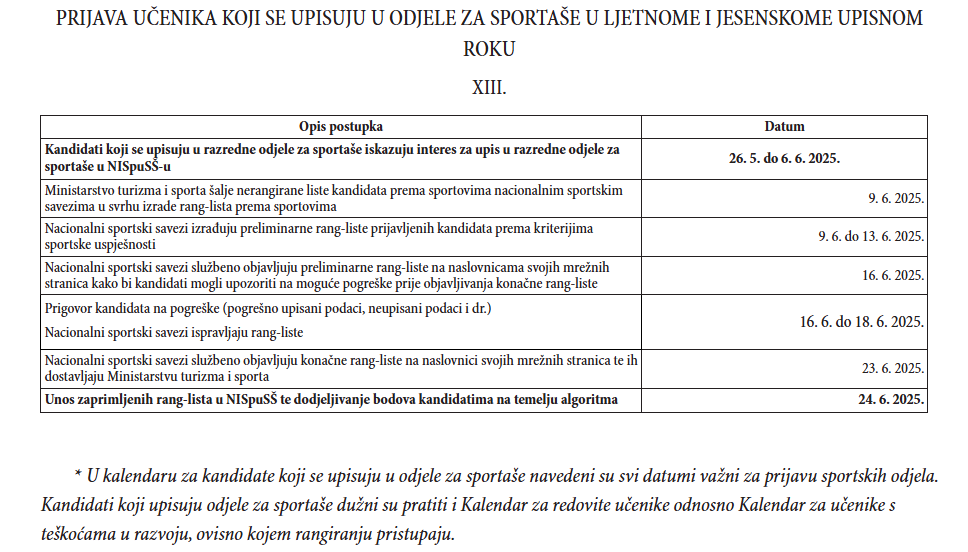 PRIJAVA UČENIKA KOJI SE UPISUJU U ODJELE ZA SPORTAŠE U LJETNOME I JESENSKOME UPISNOM
ROKU
XIII.
Opis postupka Datum
Kandidati koji se upisuju u razredne odjele za sportaše iskazuju interes za upis u razredne odjele za
sportaše u NISpuSŠ-u
26. 5. do 6. 6. 2025.
Ministarstvo turizma i sporta šalje nerangirane liste kandidata prema sportovima nacionalnim sportskim
savezima u svrhu izrade rang-lista prema sportovima
9. 6. 2025.
Nacionalni sportski savezi izrađuju preliminarne rang-liste prijavljenih kandidata prema kriterijima
sportske uspješnosti
9. 6. do 13. 6. 2025.
Nacionalni sportski savezi službeno objavljuju preliminarne rang-liste na naslovnicama svojih mrežnih
stranica kako bi kandidati mogli upozoriti na moguće pogreške prije objavljivanja konačne rang-liste
16. 6. 2025.
Prigovor kandidata na pogreške (pogrešno upisani podaci, neupisani podaci i dr.)
Nacionalni sportski savezi ispravljaju rang-liste
16. 6. do 18. 6. 2025.
Nacionalni sportski savezi službeno objavljuju konačne rang-liste na naslovnici svojih mrežnih stranica te ih
dostavljaju Ministarstvu turizma i sporta
23. 6. 2025.
Unos zaprimljenih rang-lista u NISpuSŠ te dodjeljivanje bodova kandidatima na temelju algoritma
24. 6. 2025.
* U kalendaru za kandidate koji se upisuju u odjele za sportaše navedeni su svi datumi važni za prijavu sportskih odjela.
Kandidati koji upisuju odjele za sportaše dužni su pratiti i Kalendar za redovite učenike odnosno Kalendar za učenike s
teškoćama u razvoju, ovisno kojem rangiranju pristupaju.